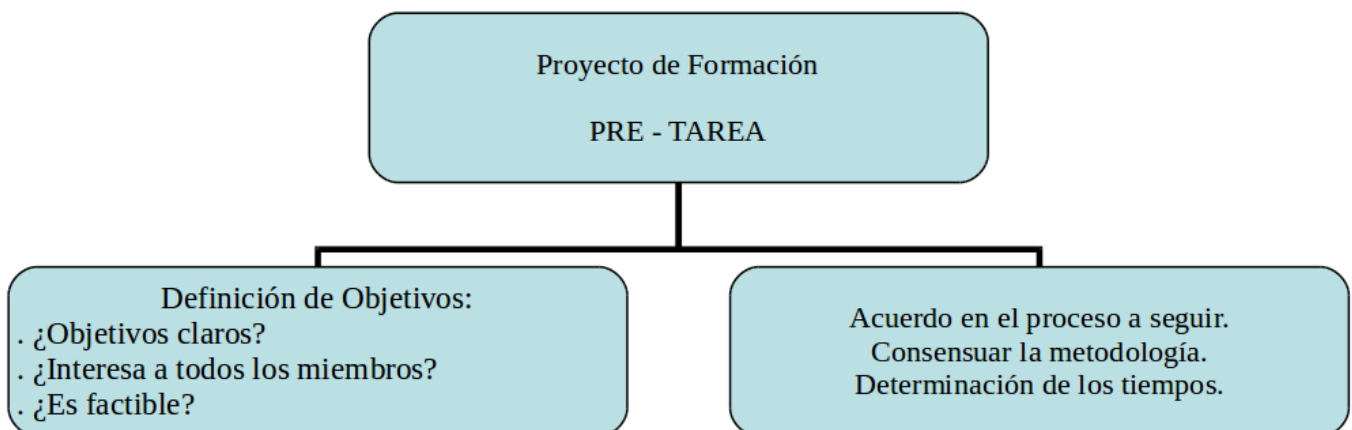 Proyecto de Formación
PRE - TAREA
Definición de Objetivos:
. ¿Objetivos claros?
. ¿Interesa a todos los miembros?
. ¿Es factible?
Acuerdo en el proceso a seguir.
Consensuar la metodología.
Determinación de los tiempos.